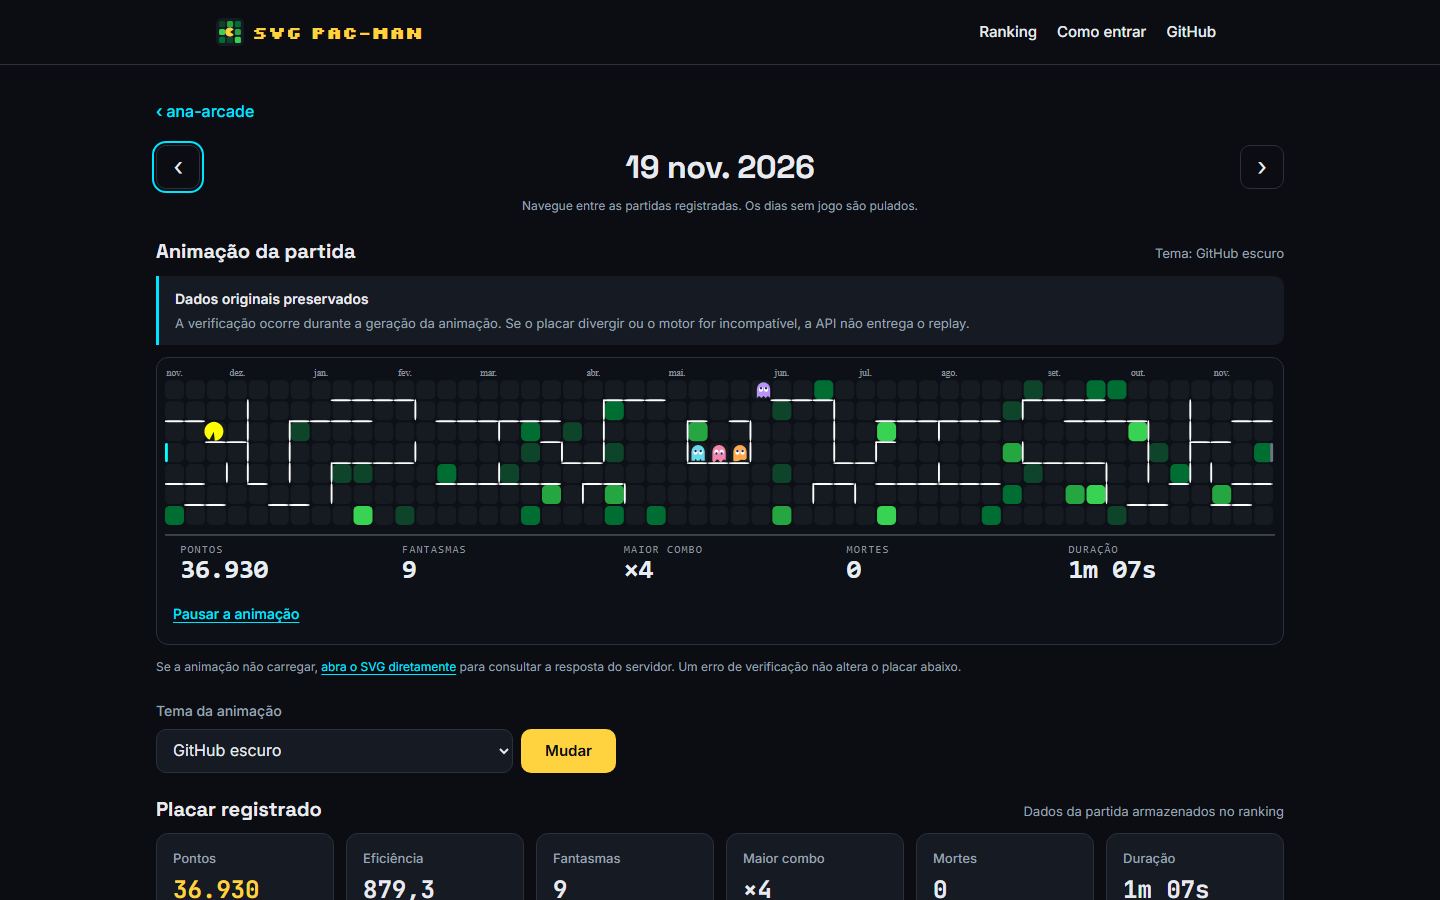 SVG PAC-MAN
Ranking Como entrar GitHub
‹ ana-arcade
‹ 19 nov. 2026 ›
Navegue entre as partidas registradas. Os dias sem jogo são pulados.
Animação da partida Tema: GitHub escuro
Dados originais preservados
A verificação ocorre durante a geração da animação. Se o placar divergir ou o motor for incompatível, a API não entrega o replay.
nov. dez. jan. fev. mar. abr. mai. jun. jul. ago. set. out. nov.
PONTOS FANTASMAS MAIOR COMBO MORTES DURAÇÃO
36.930 9 ×4 0 1m 07s
Pausar a animação
Se a animação não carregar, abra o SVG diretamente para consultar a resposta do servidor. Um erro de verificação não altera o placar abaixo.
Tema da animação
GitHub escuro Mudar
Placar registrado Dados da partida armazenados no ranking
Pontos Eficiência Fantasmas Maior combo Mortes Duração
36.930 879,3 9 ×4 0 1m 07s